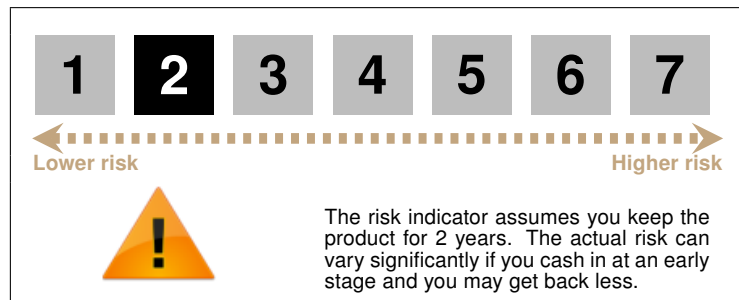 1 2 3 4 5 6 7
Lower risk Higher risk
!
The risk indicator assumes you keep the
product for 2 years. The actual risk can
vary significantly if you cash in at an early
stage and you may get back less.